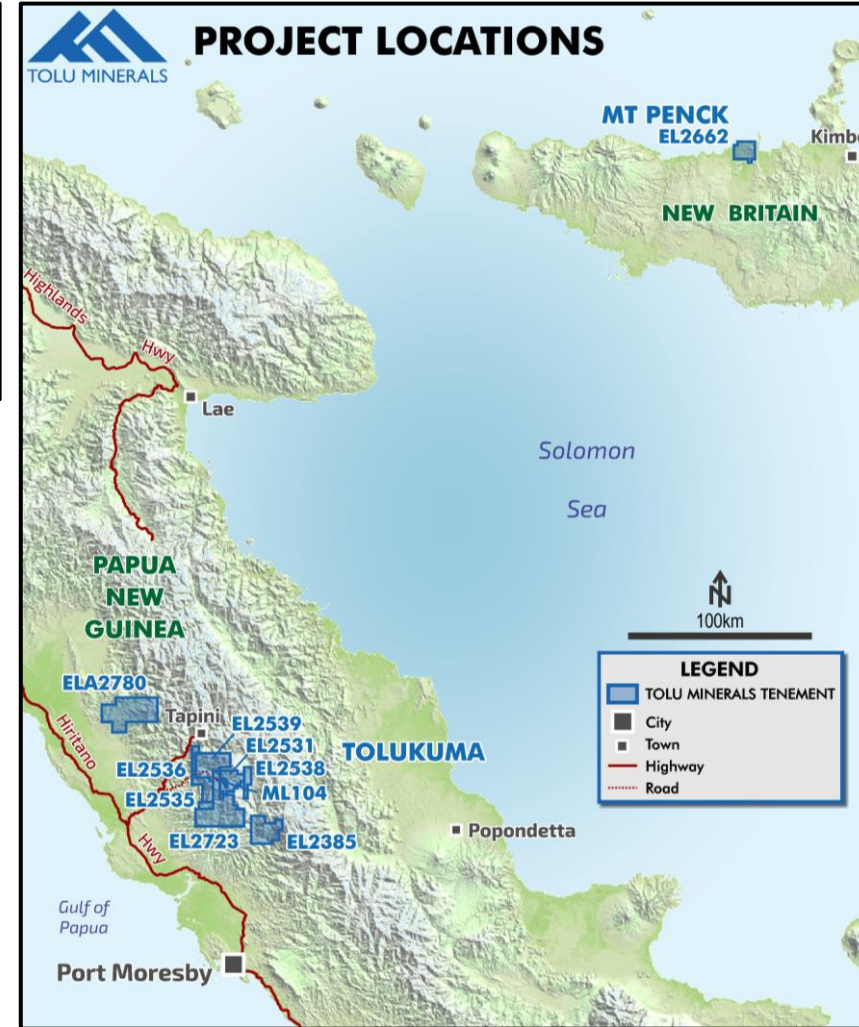 TOLU MINERALS
PROJECT LOCATIONS
MT PENCK
EL2662
Kimbe
NEW BRITAIN
Highlands
Hwy
Lae
Solomon
Sea
PAPUA
NEW
GUINEA
N
100km
LEGEND
TOLU MINERALS TENEMENT
City
Town
Highway
Road
ELA2780
Tapini
EL2539
EL2531
TOLUKUMA
EL2536
EL2538
EL2535
ML104
EL2723
EL2385
Hiritano
Hwy
Popondetta
Gulf of
Papua
Port Moresby